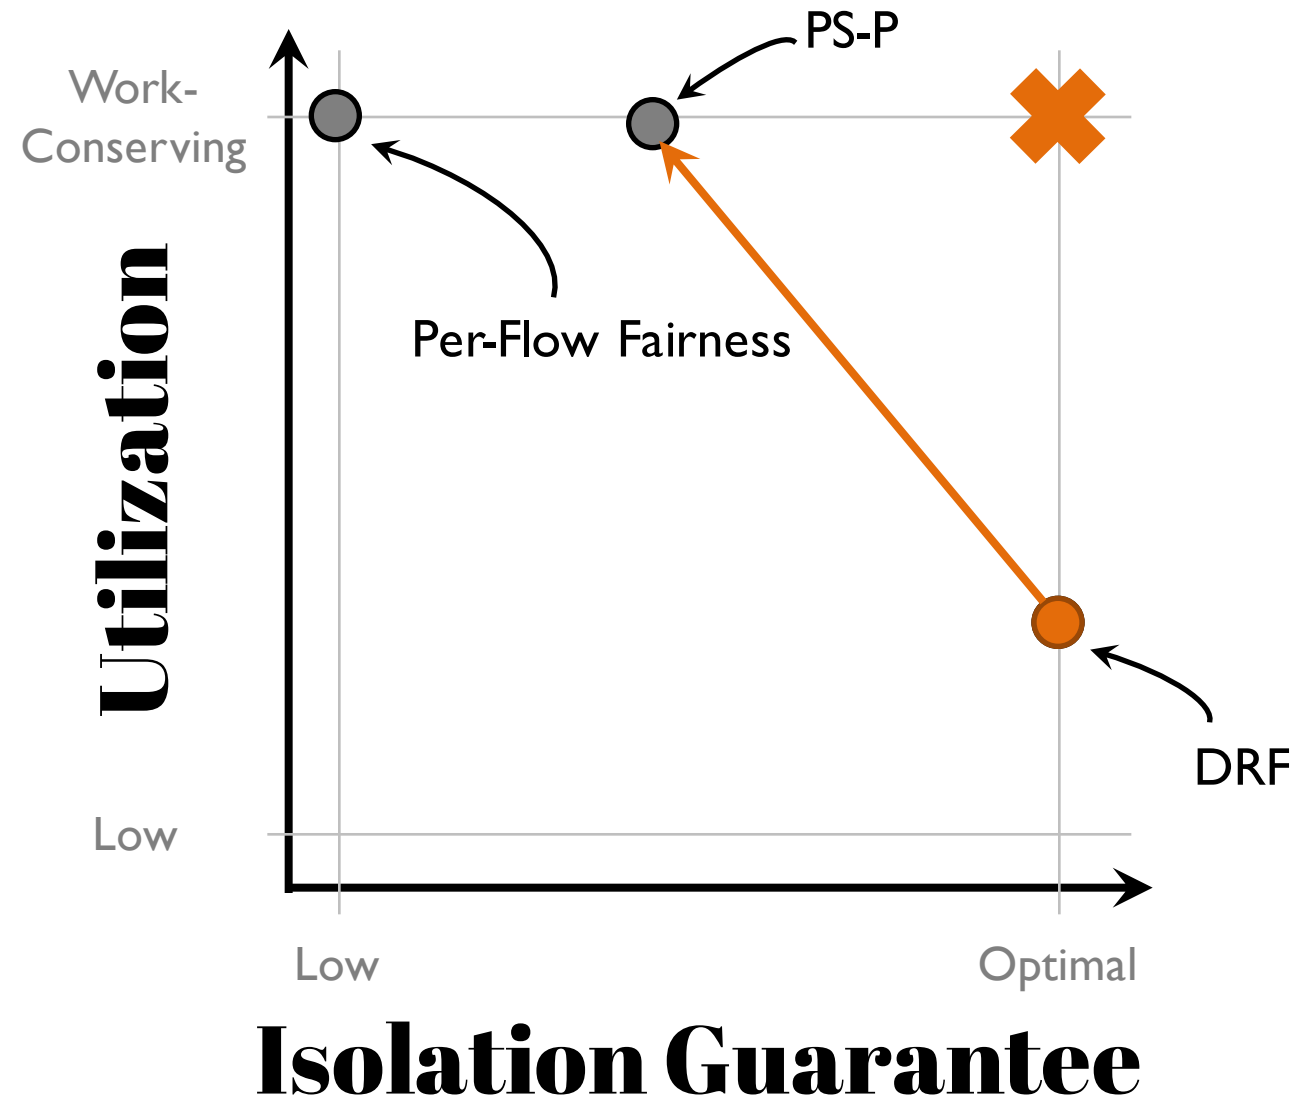 PS-P
Work-
Conserving
Per-Flow Fairness
Utilization
DRF
Low
Low
Optimal
Isolation Guarantee